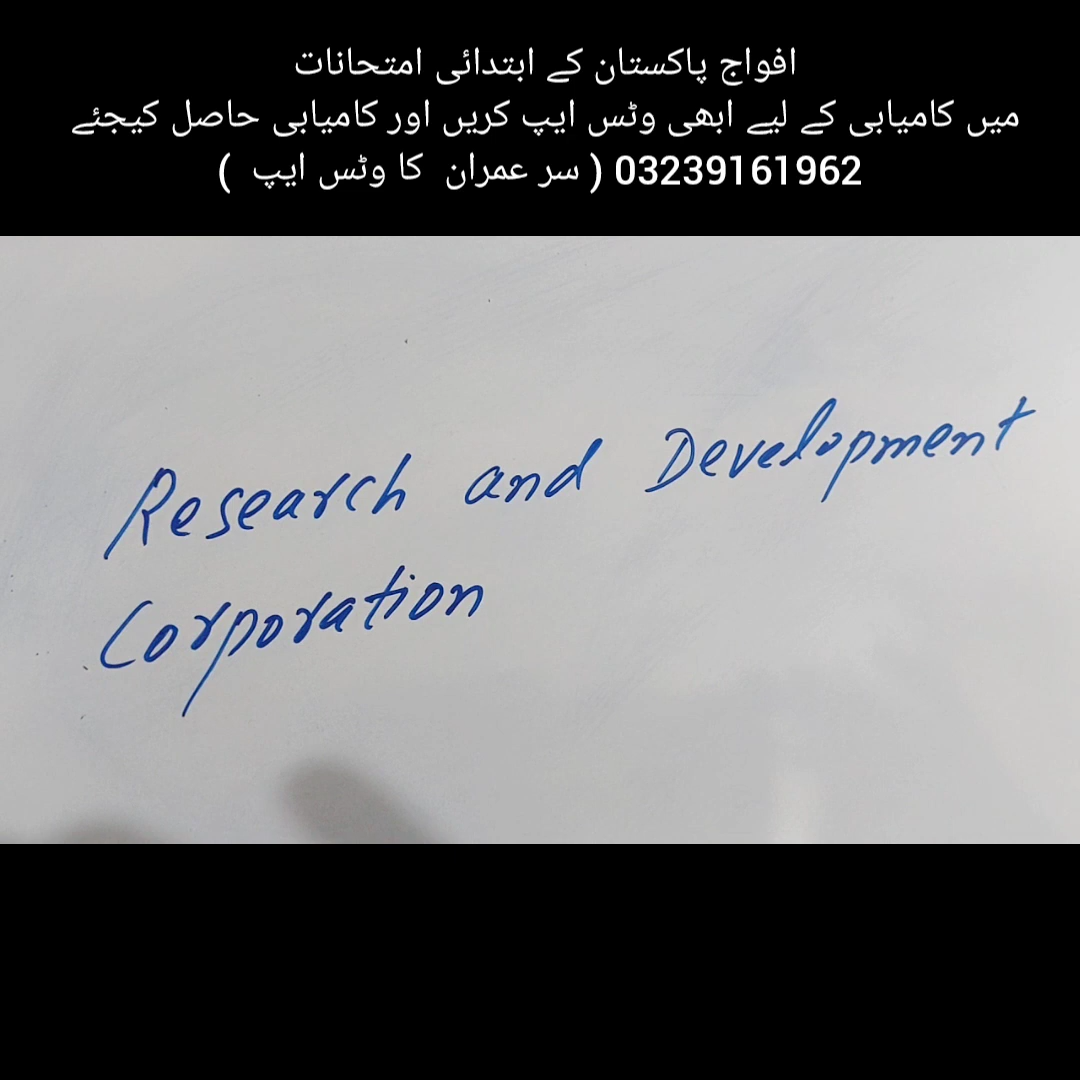 افواج پاکستان کے ابتدائی امتحانات
میں کامیابی کے لیے ابھی وٹس ایپ کریں اور کامیابی حاصل کیجئے
03239161962 ( سر عمران کا وٹس ایپ )
Research and Development
Corporation